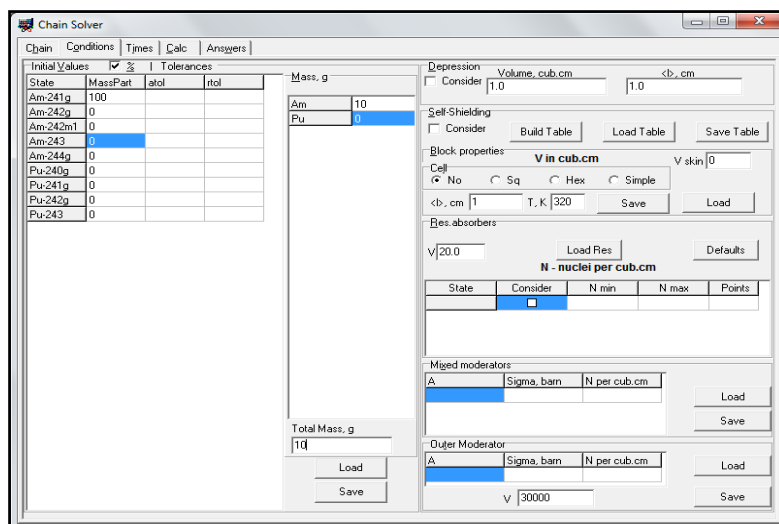 Chain Solver
Chain Conditions Times Calc Answers
Initial Values % Tolerances
State MassPart atol rtol
Am-241g 100
Am-242g 0
Am-242m1 0
Am-243 0
Am-244g 0
Pu-240g 0
Pu-241g 0
Pu-242g 0
Pu-243 0
Mass, g
Am 10
Pu 0
Total Mass, g
10
Load
Save
Depression
Consider
Volume, cub.cm
1.0
<l>, cm
1.0
Self-Shielding
Consider Build Table Load Table Save Table
Block properties
V in cub.cm
V skin 0
Cell
No Sq Hex Simple
<l>, cm 1 T, K 320 Save Load
Res. absorbers
V 20.0 Load Res Defaults
N - nuclei per cub.cm
State Consider N min N max Points
Mixed moderators
A Sigma, barn N per cub.cm
Load
Save
Outer Moderator
A Sigma, barn N per cub.cm
Load
V 30000 Save